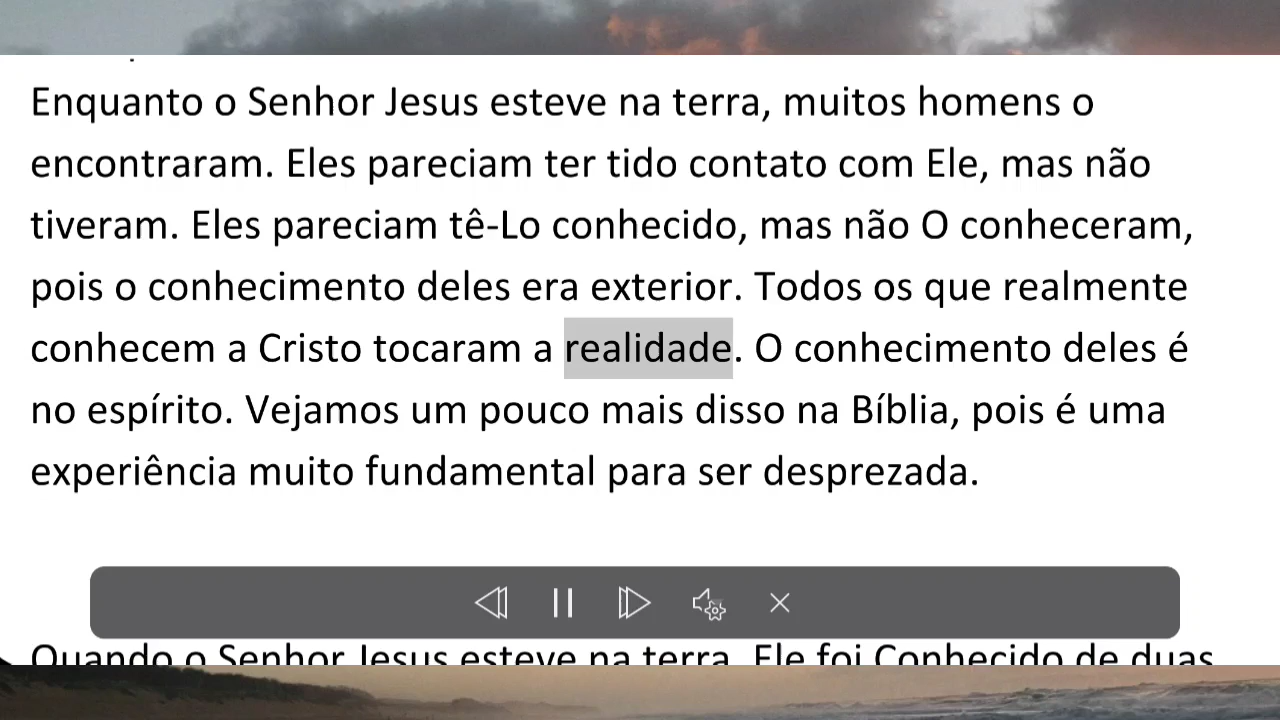 Enquanto o Senhor Jesus esteve na terra, muitos homens o
encontraram. Eles pareciam ter tido contato com Ele, mas não
tiveram. Eles pareciam tê-Lo conhecido, mas não O conheceram,
pois o conhecimento deles era exterior. Todos os que realmente
conhecem a Cristo tocaram a realidade. O conhecimento deles é
no espírito. Vejamos um pouco mais disso na Bíblia, pois é uma
experiência muito fundamental para ser desprezada.
Quando o Senhor Jesus esteve na terra, Ele foi Conhecido de duas